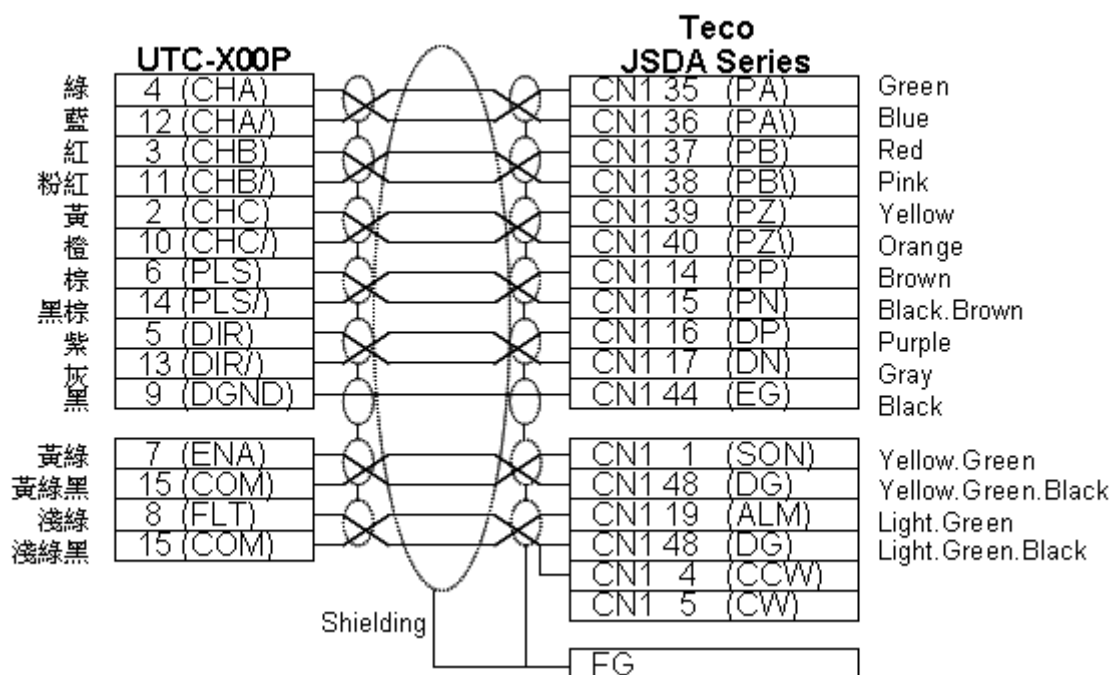 Teco
UTC-X00P JSDA Series
綠 4 (CHA) CN1 35 (PA) Green
藍 12 (CHA/) CN1 36 (PA\) Blue
紅 3 (CHB) CN1 37 (PB) Red
粉紅 11 (CHB/) CN1 38 (PB\) Pink
黃 2 (CHC) CN1 39 (PZ) Yellow
橙 10 (CHC/) CN1 40 (PZ\) Orange
棕 6 (PLS) CN1 14 (PP) Brown
黑棕 14 (PLS/) CN1 15 (PN) Black.Brown
紫 5 (DIR) CN1 16 (DP) Purple
灰 13 (DIR/) CN1 17 (DN) Gray
黑 9 (DGND) CN1 44 (EG) Black
黃綠 7 (ENA) CN1 1 (SON) Yellow.Green
黃綠黑 15 (COM) CN1 48 (DG) Yellow.Green.Black
淺綠 8 (FLT) CN1 19 (ALM) Light.Green
淺綠黑 15 (COM) CN1 48 (DG) Light.Green.Black
CN1 4 (CCW)
CN1 5 (CW)
Shielding
FG